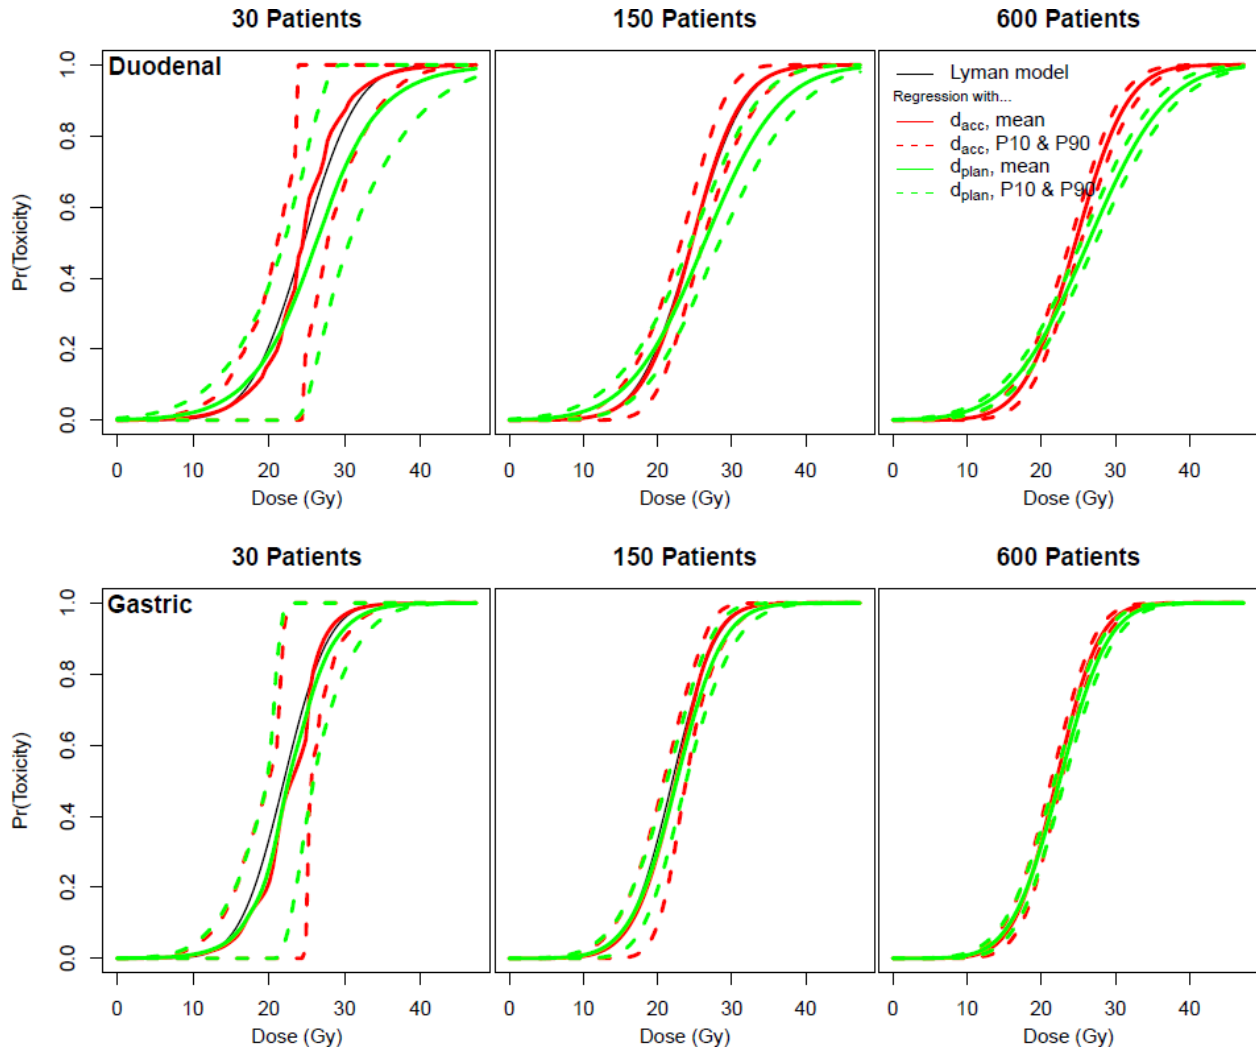 30 Patients
150 Patients
600 Patients
Duodenal
Lyman model
Regression with...
d_acc, mean
d_acc, P10 & P90
d_plan, mean
d_plan, P10 & P90
Pr(Toxicity)
1.0
0.8
0.6
0.4
0.2
0.0
0 10 20 30 40
0 10 20 30 40
0 10 20 30 40
Dose (Gy)
Dose (Gy)
Dose (Gy)
30 Patients
150 Patients
600 Patients
Gastric
Pr(Toxicity)
1.0
0.8
0.6
0.4
0.2
0.0
0 10 20 30 40
0 10 20 30 40
0 10 20 30 40
Dose (Gy)
Dose (Gy)
Dose (Gy)